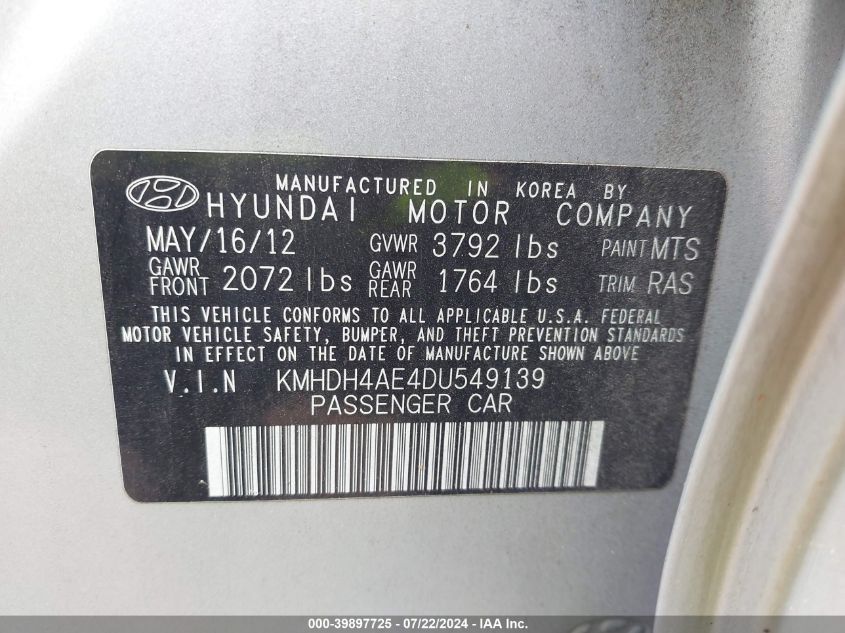 MANUFACTURED IN KOREA BY
HYUNDAI MOTOR COMPANY
MAY/16/12 GVWR 3792 lbs PAINT MTS
GAWR FRONT 2072 lbs GAWR REAR 1764 lbs TRIM RAS
THIS VEHICLE CONFORMS TO ALL APPLICABLE U.S.A. FEDERAL
MOTOR VEHICLE SAFETY, BUMPER, AND THEFT PREVENTION STANDARDS
IN EFFECT ON THE DATE OF MANUFACTURE SHOWN ABOVE.
V.I.N KMHDH4AE4DU549139
PASSENGER CAR
000-39897725 - 07/22/2024 - IAA Inc.